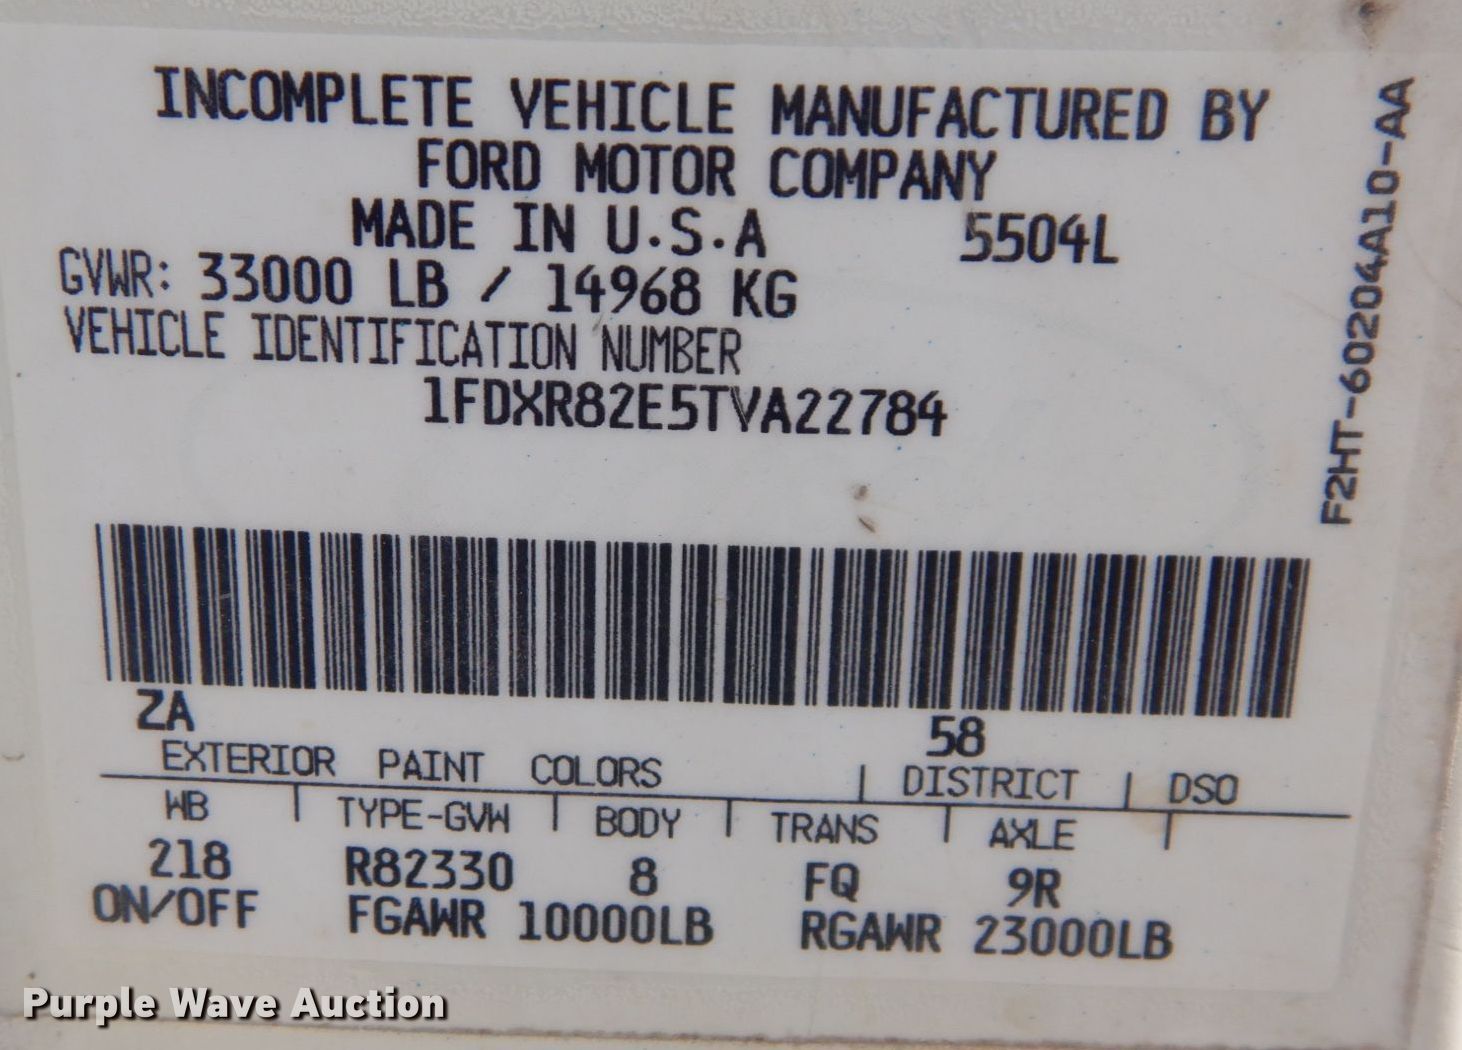 INCOMPLETE VEHICLE MANUFACTURED BY
FORD MOTOR COMPANY
MADE IN U.S.A 5504L
GVWR: 33000 LB / 14968 KG
VEHICLE IDENTIFICATION NUMBER
1FDXR82E5TVA22784
F2HT-60204A10-AA
ZA 58
EXTERIOR PAINT COLORS | DISTRICT | DSO
WB | TYPE-GVW | BODY | TRANS | AXLE |
218 R82330 8 FQ 9R
ON/OFF FGAWR 10000LB RGAWR 23000LB
Purple Wave Auction